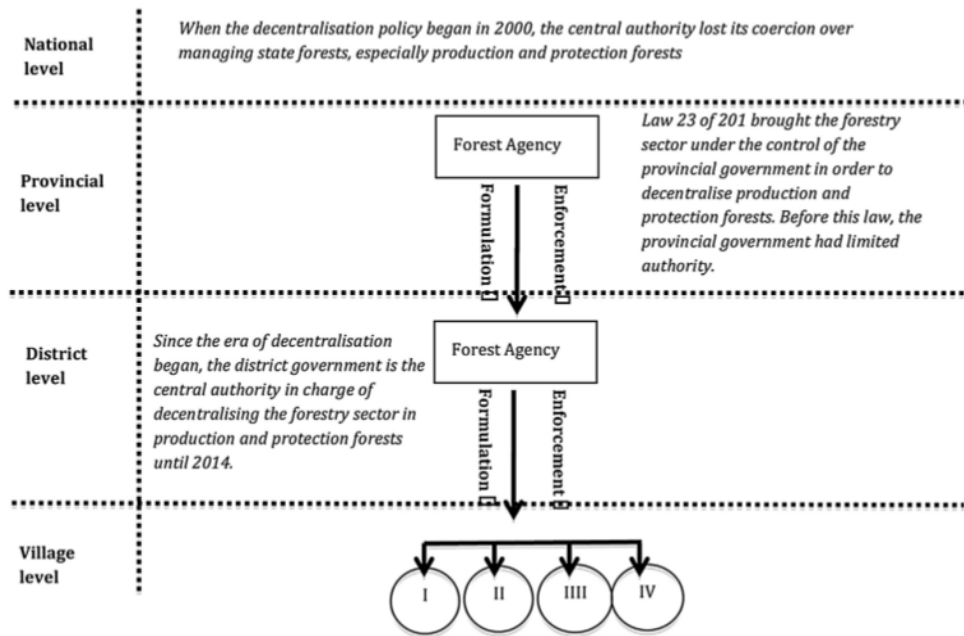 National
level
When the decentralisation policy began in 2000, the central authority lost its coercion over
managing state forests, especially production and protection forests
Provincial
level
Forest Agency
Formulation
Enforcement
Law 23 of 201 brought the forestry
sector under the control of the
provincial government in order to
decentralise production and
protection forests. Before this law, the
provincial government had limited
authority.
District
level
Since the era of decentralisation
began, the district government is the
central authority in charge of
decentralising the forestry sector in
production and protection forests
until 2014.
Forest Agency
Formulation
Enforcement
Village
level
I
II
IIII
IV